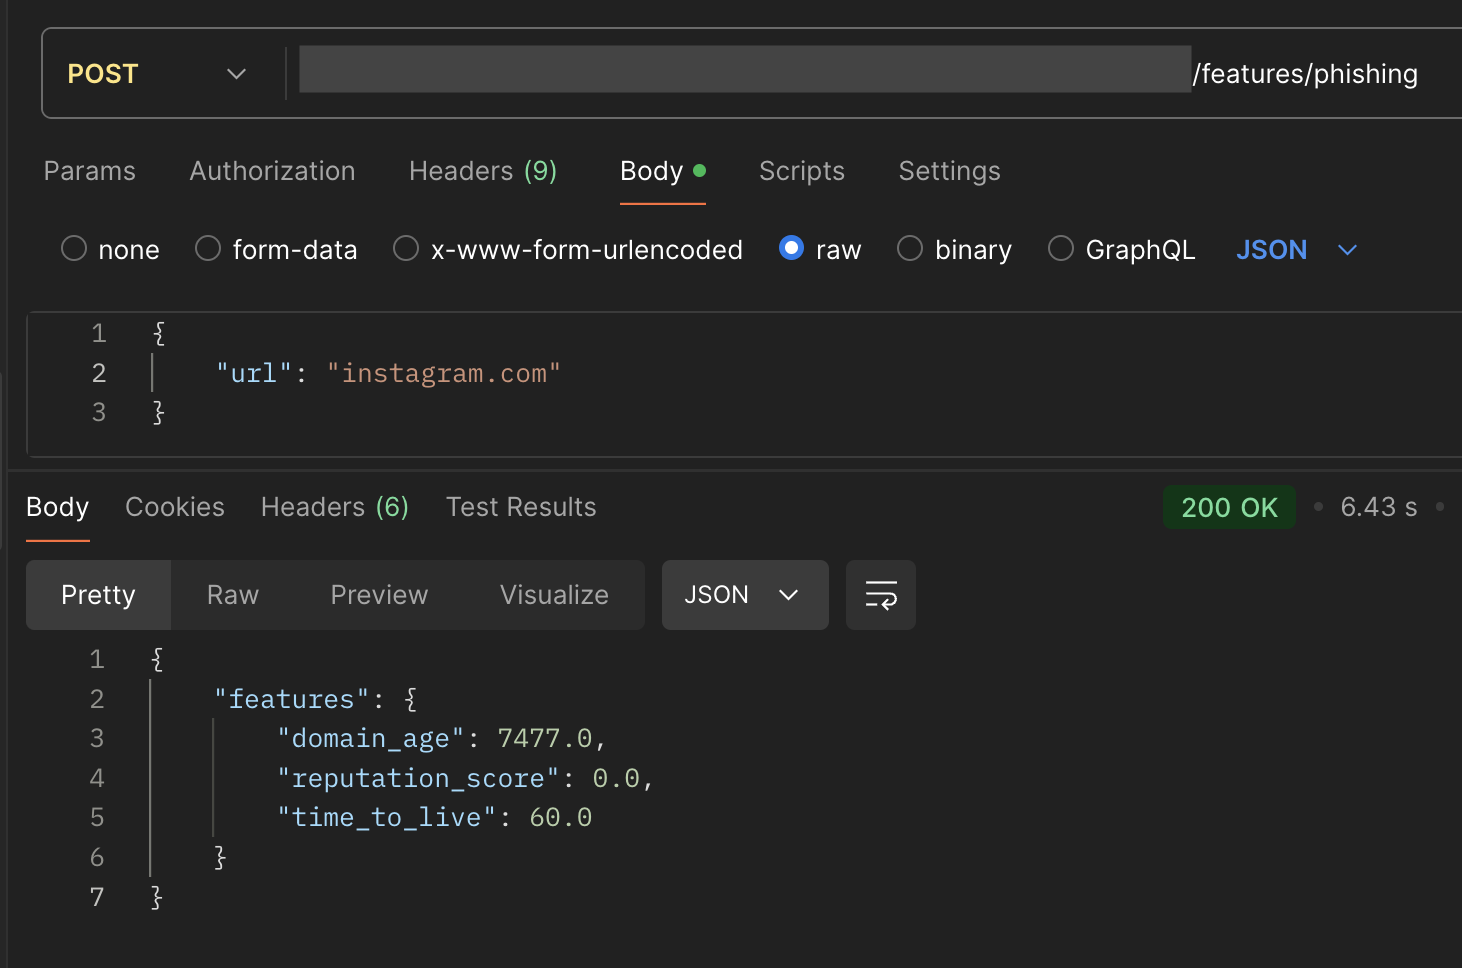 POST /features/phishing
Params Authorization Headers (9) Body Scripts Settings
none form-data x-www-form-urlencoded raw binary GraphQL JSON
1 {
2 "url": "instagram.com"
3 }
Body Cookies Headers (6) Test Results 200 OK • 6.43 s •
Pretty Raw Preview Visualize JSON
1 {
2 "features": {
3 "domain_age": 7477.0,
4 "reputation_score": 0.0,
5 "time_to_live": 60.0
6 }
7 }